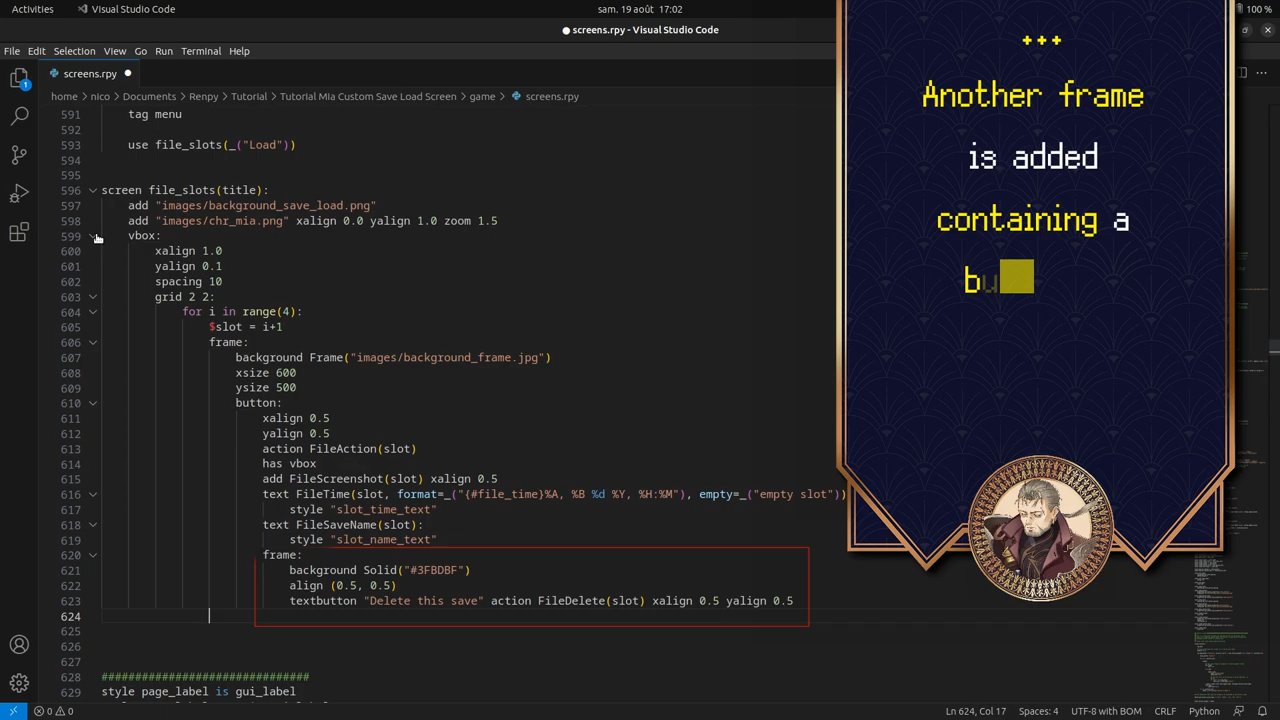 Activities
Visual Studio Code
sam. 19 août 17:02
100 %
screens.rpy - Visual Studio Code
File Edit Selection View Go Run Terminal Help
screens.rpy
home > nico > Documents > Renpy > Tutorial > Tutorial Mia Custom Save Load Screen > game > screens.rpy
591 tag menu
592
593 use file_slots(_("Load"))
594
595
596 screen file_slots(title):
597 add "images/background_save_load.png"
598 add "images/chr_mia.png" xalign 0.0 yalign 1.0 zoom 1.5
599 vbox:
600 xalign 1.0
601 yalign 0.1
602 spacing 10
603 grid 2 2:
604 for i in range(4):
605 $slot = i+1
606 frame:
607 background Frame("images/background_frame.jpg")
608 xsize 600
609 ysize 500
610 button:
611 xalign 0.5
612 yalign 0.5
613 action FileAction(slot)
614 has vbox
615 add FileScreenshot(slot) xalign 0.5
616 text FileTime(slot, format=_("{#file_time}%A, %B %d %Y, %H:%M"), empty=_("empty slot"))
617 style "slot_time_text"
618 text FileSaveName(slot):
619 style "slot_name_text"
620 frame:
621 background Solid("#3FBDBF")
622 align (0.5, 0.5)
623 textbutton "Delete this save" action FileDelete(slot) xalign 0.5 yalign 0.5
624
625
626
627
628 ############################
629 style page_label is gui_label
+++
Another frame
is added
containing a
bu
0 0
Ln 624, Col 17 Spaces: 4 UTF-8 with BOM CRLF Python
1